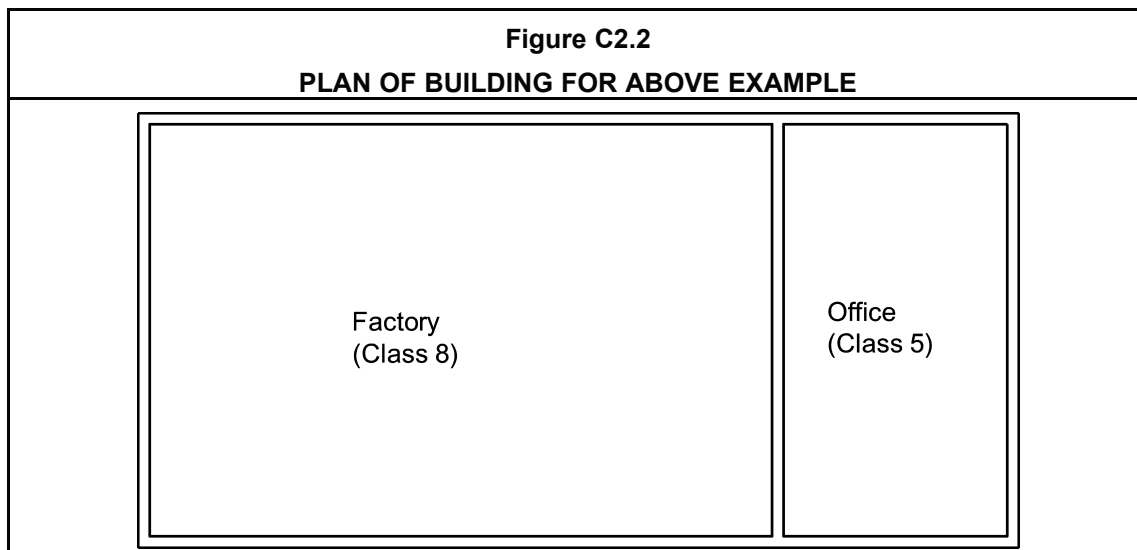 Figure C2.2
PLAN OF BUILDING FOR ABOVE EXAMPLE
Factory
(Class 8)
Office
(Class 5)